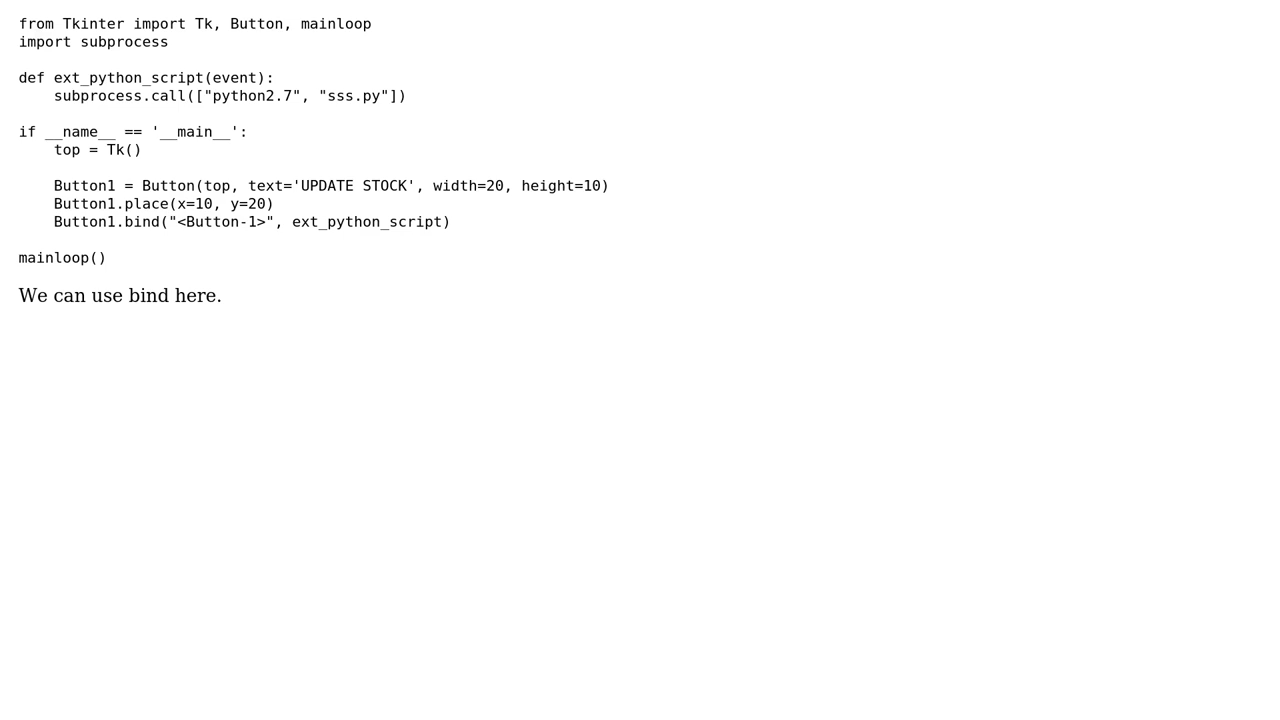 from Tkinter import Tk, Button, mainloop
import subprocess

def ext_python_script(event):
    subprocess.call(["python2.7", "sss.py"])

if __name__ == '__main__':
    top = Tk()

    Button1 = Button(top, text='UPDATE STOCK', width=20, height=10)
    Button1.place(x=10, y=20)
    Button1.bind("<Button-1>", ext_python_script)

mainloop()

We can use bind here.